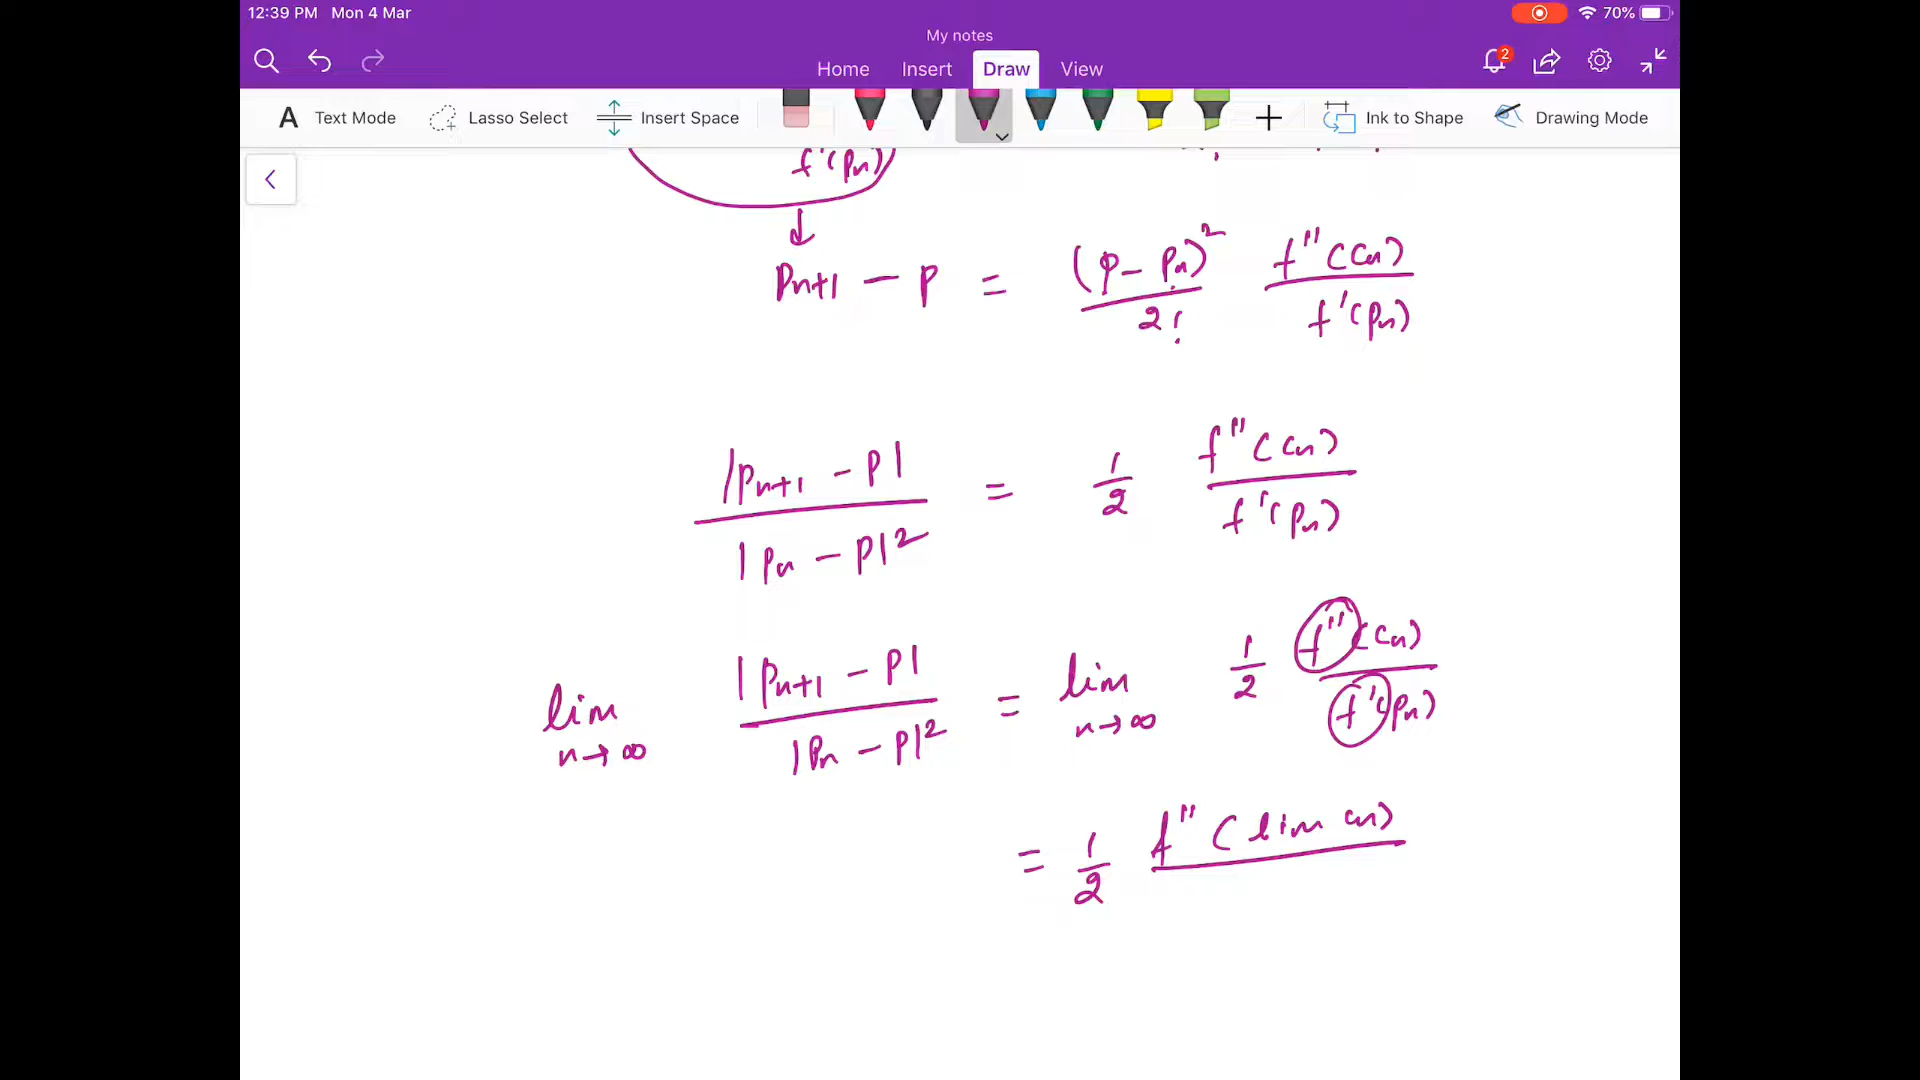 12:39 PM Mon 4 Mar 70%
My notes
2
Home Insert Draw View
A Text Mode Lasso Select Insert Space Ink to Shape Drawing Mode
f'(pn)
Pn+1 − p = (p − pn)² / 2! f''(cn) / f'(pn)
|pn+1 − p| / |pn − p|² = 1/2 f''(cn) / f'(pn)
lim n→∞ |pn+1 − p| / |pn − p|² = lim n→∞ 1/2 f''(cn) / f'(pn)
= 1/2 f''(lim cn)